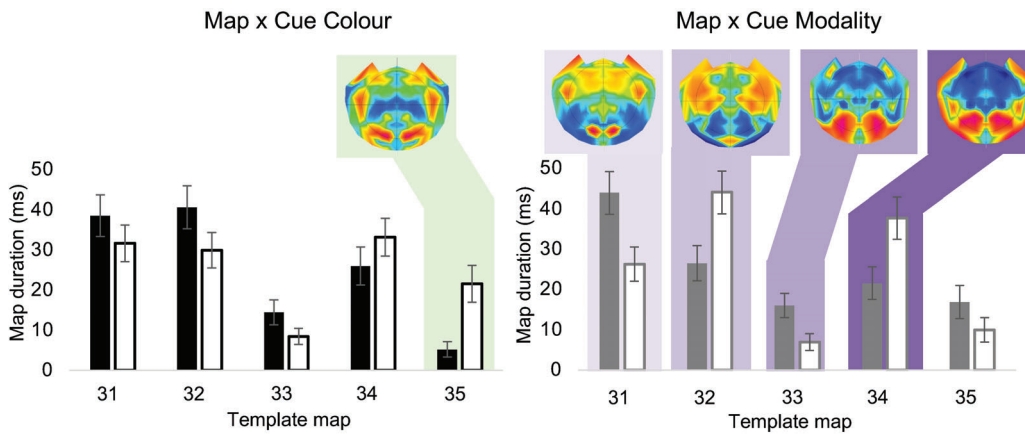 Map x Cue Colour
Map duration (ms)
50
40
30
20
10
0
31 32 33 34 35
Template map
Map x Cue Modality
Map duration (ms)
50
40
30
20
10
0
31 32 33 34 35
Template map